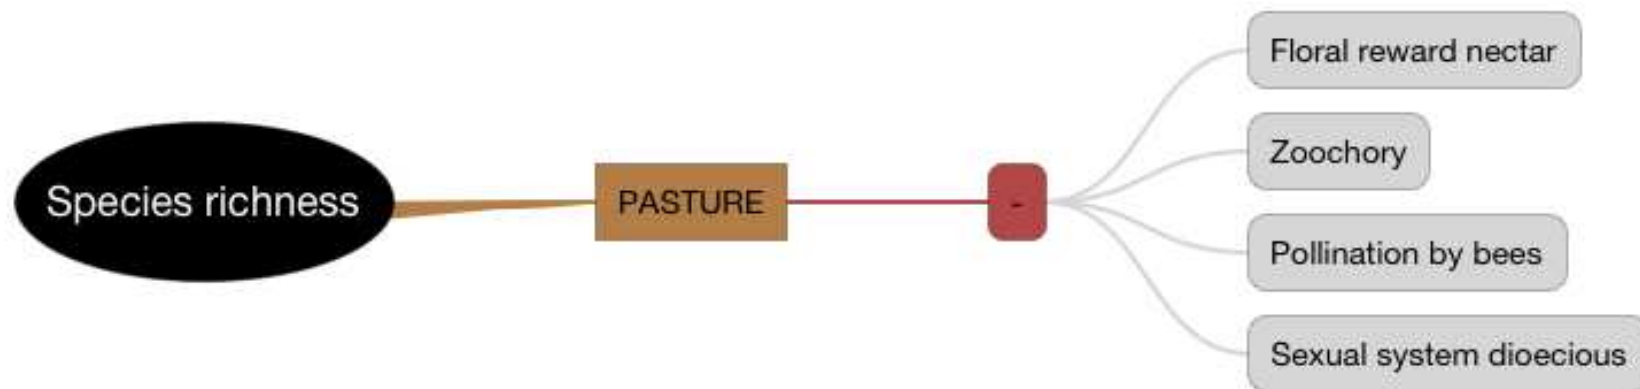 Species richness
PASTURE
-
Floral reward nectar
Zoochory
Pollination by bees
Sexual system dioecious